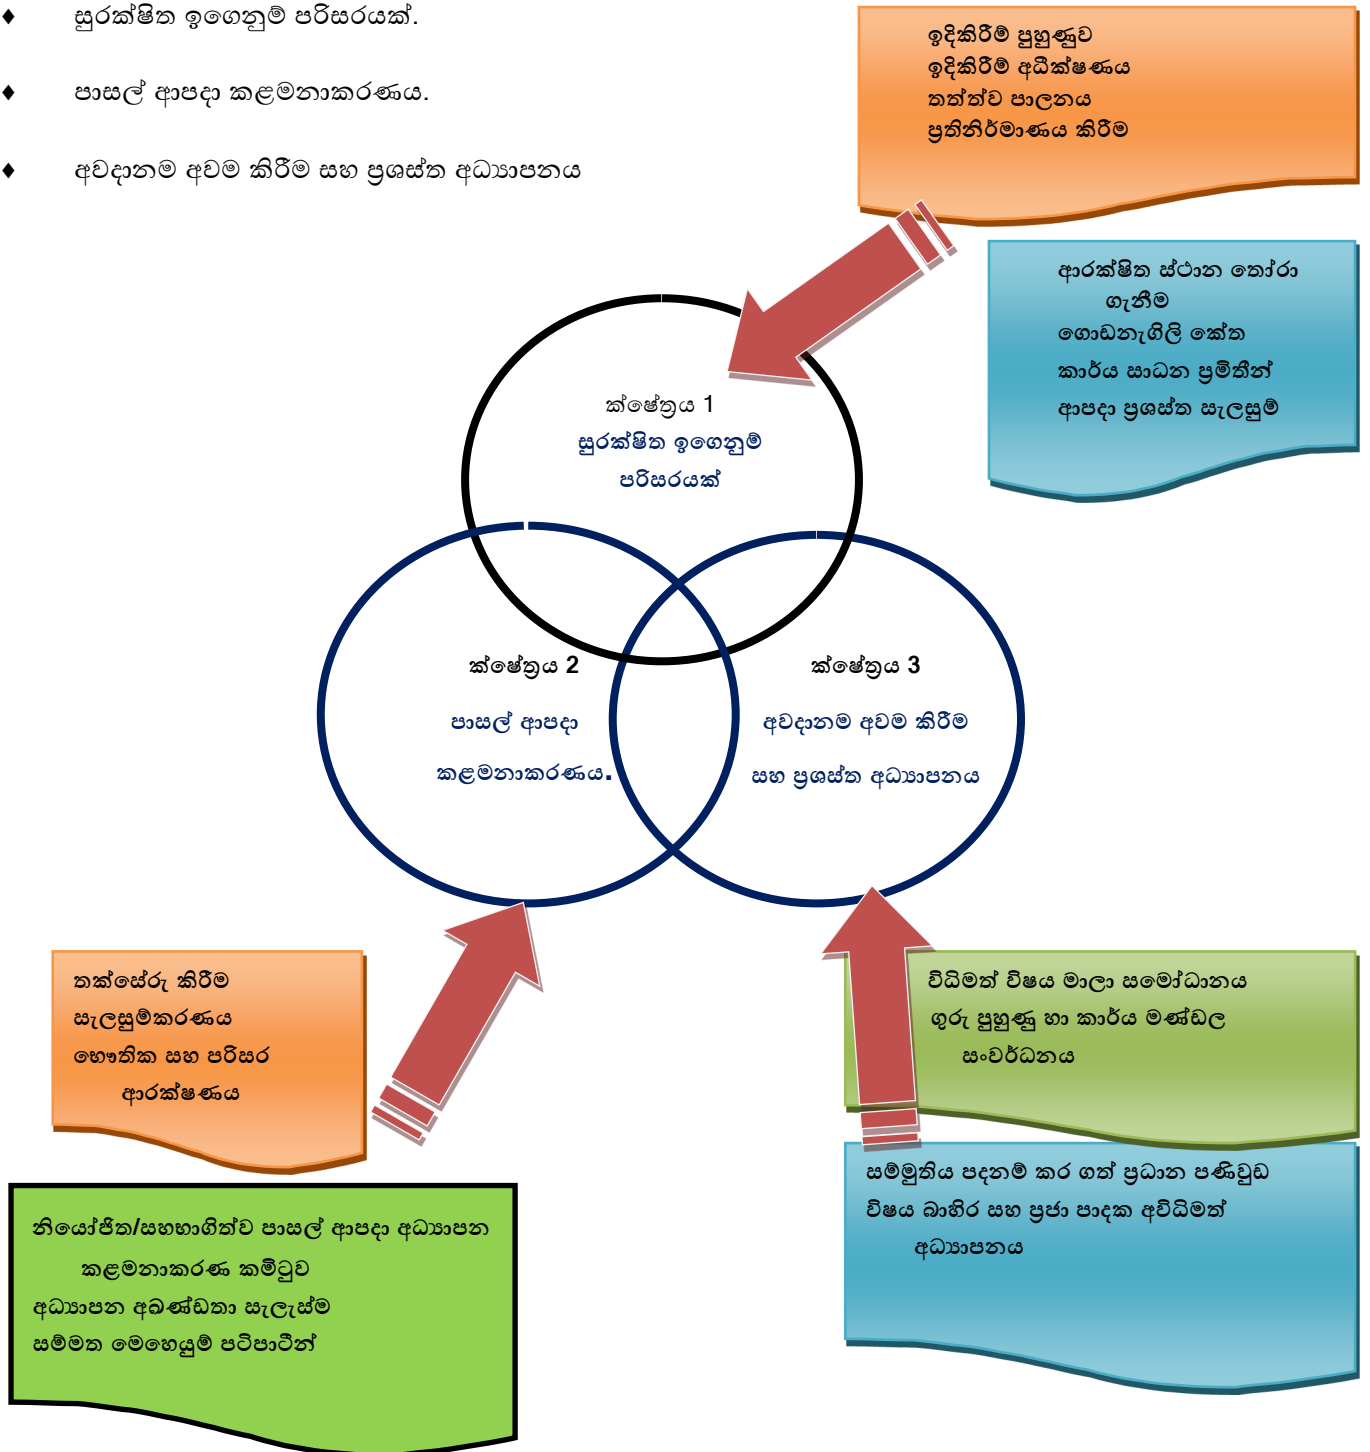 ♦ සුරක්ෂිත ඉගෙනුම් පරිසරයක්.
♦ පාසල් ආපදා කළමනාකරණය.
♦ අවදානම අවම කිරීම සහ ප්‍රශස්ත අධ්‍යාපනය
ඉදිකිරීම් පුහුණුව
ඉදිකිරීම් අධීක්ෂණය
තත්ත්ව පාලනය
ප්‍රතිනිර්මාණය කිරීම
ආරක්ෂිත ස්ථාන තෝරා
ගැනීම
ගොඩනැගිලි කේත
කාර්ය සාධන ප්‍රමිතීන්
ආපදා ප්‍රශස්ත සැලසුම්
ක්ෂේත්‍රය 1
සුරක්ෂිත ඉගෙනුම්
පරිසරයක්
ක්ෂේත්‍රය 2
පාසල් ආපදා
කළමනාකරණය.
ක්ෂේත්‍රය 3
අවදානම අවම කිරීම
සහ ප්‍රශස්ත අධ්‍යාපනය
තක්සේරු කිරීම
සැලසුම්කරණය
භෞතික සහ පරිසර
ආරක්ෂණය
නියෝජිත/සහභාගිත්ව පාසල් ආපදා අධ්‍යාපන
කළමනාකරණ කමිටුව
අධ්‍යාපන අඛණ්ඩතා සැලැස්ම
සම්මත මෙහෙයුම් පටිපාටීන්
විධිමත් විෂය මාලා සමෝධානය
ගුරු පුහුණු හා කාර්ය මණ්ඩල
සංවර්ධනය
සම්මුතිය පදනම් කර ගත් ප්‍රධාන පණිවුඩ
විෂය බාහිර සහ ප්‍රජා පාදක අවිධිමත්
අධ්‍යාපනය